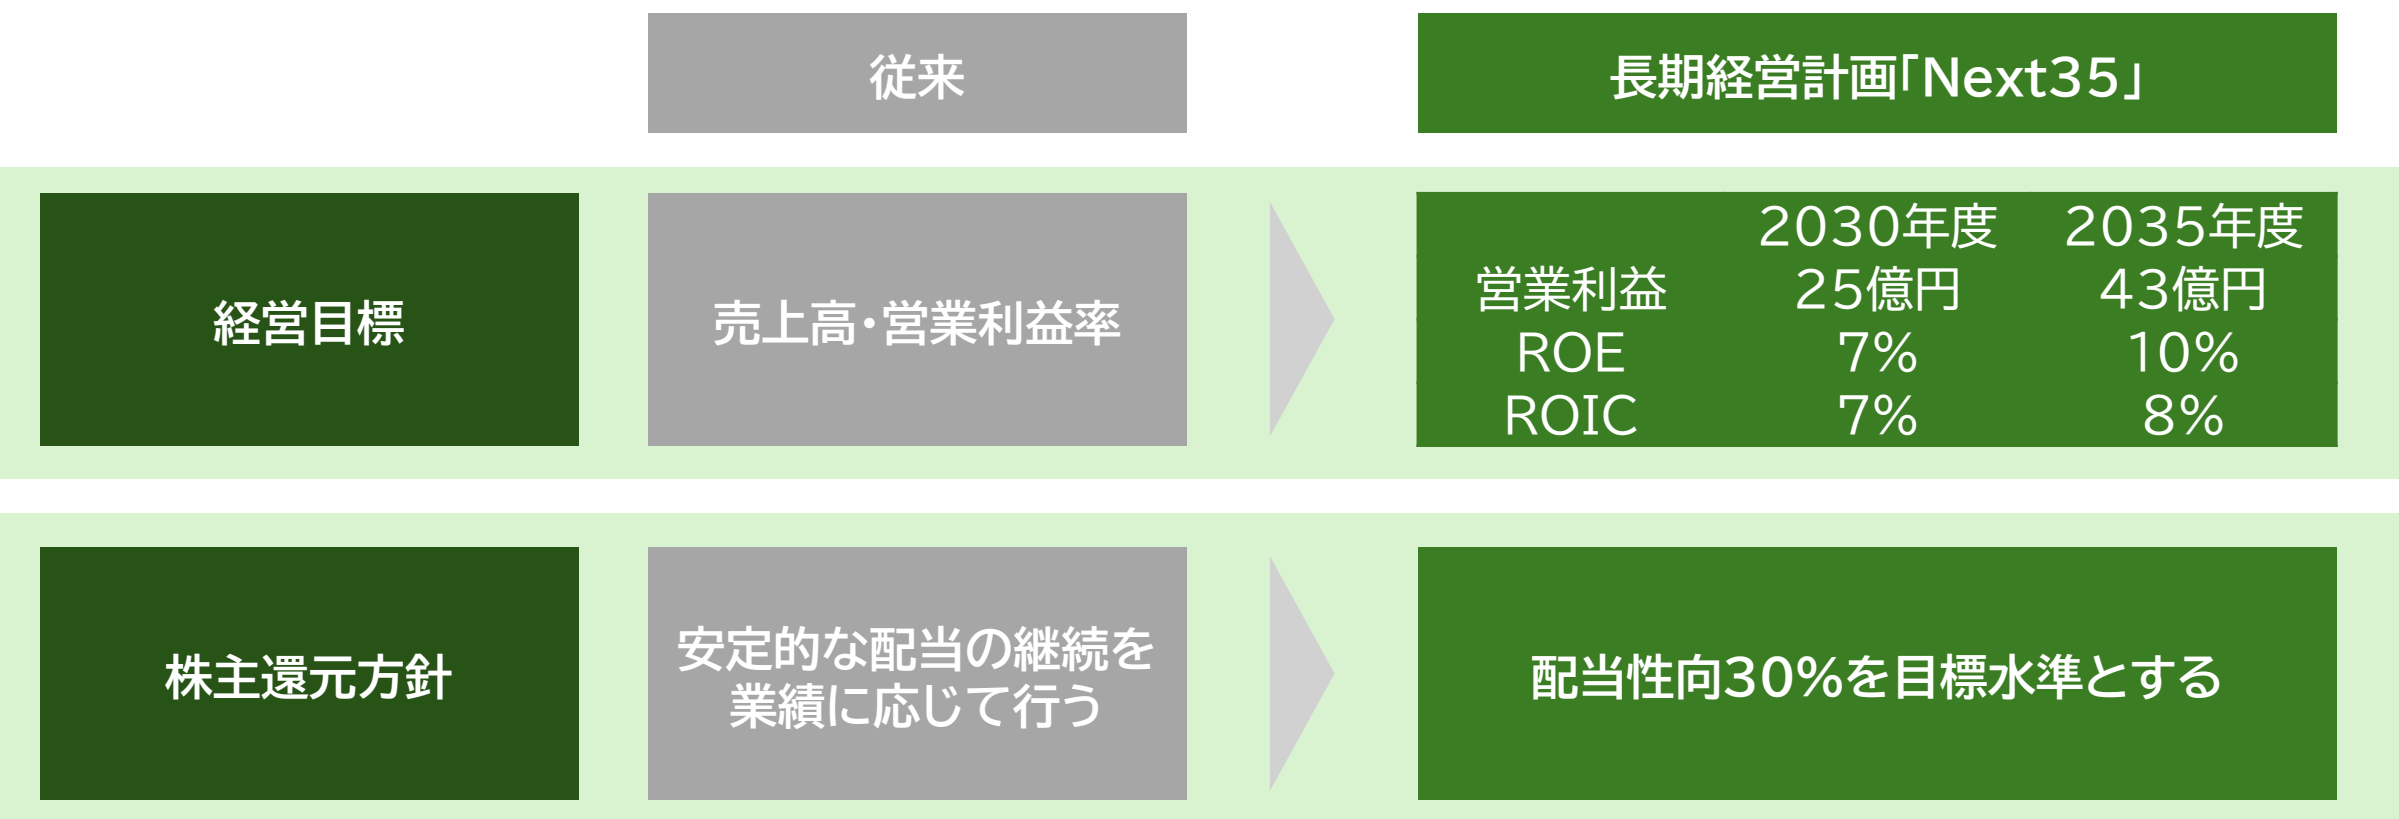 従来
長期経営計画「Next35」
経営目標
売上高・営業利益率
2030年度 2035年度
営業利益 25億円 43億円
ROE 7% 10%
ROIC 7% 8%
株主還元方針
安定的な配当の継続を
業績に応じて行う
配当性向30%を目標水準とする